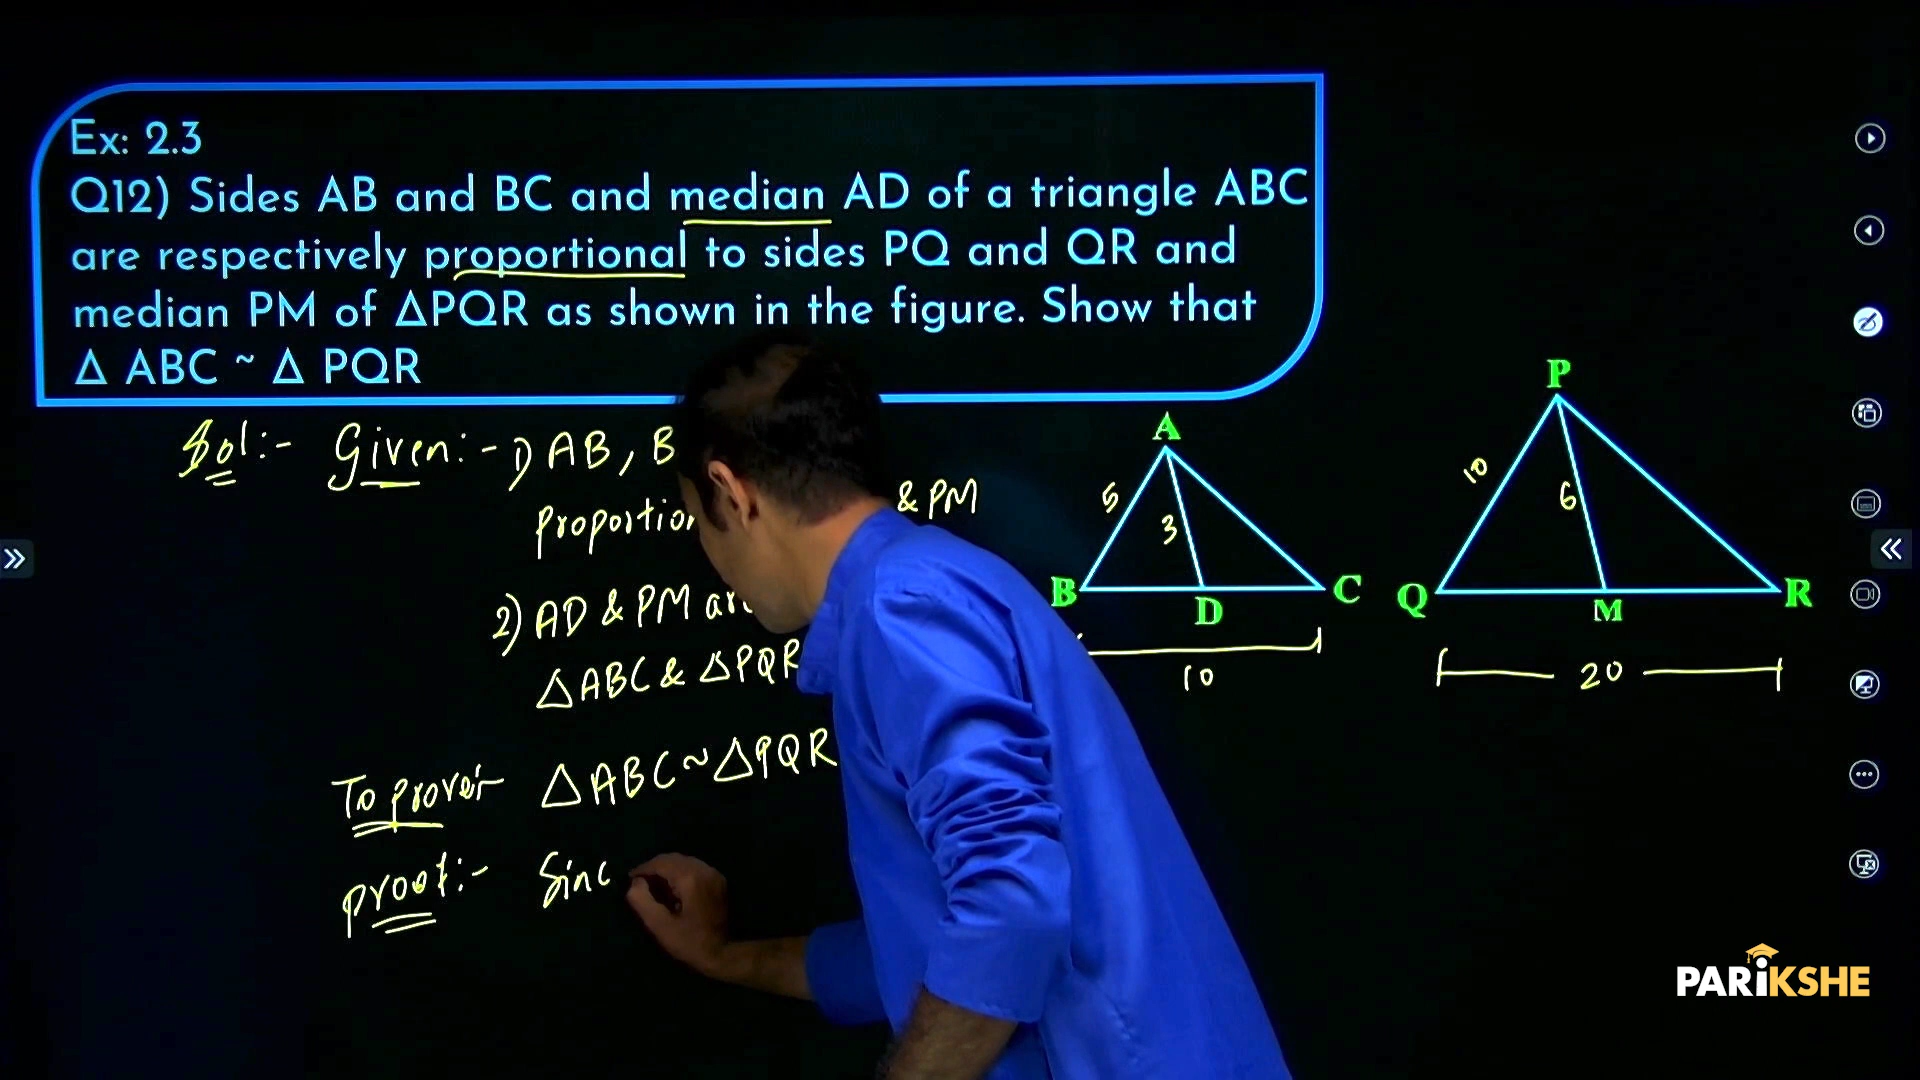 Ex: 2.3
Q12) Sides AB and BC and median AD of a triangle ABC
are respectively proportional to sides PQ and QR and
median PM of ΔPQR as shown in the figure. Show that
Δ ABC ~ Δ PQR
Sol:- Given:- 1) AB, B
proportion & PM
2) AD & PM are
ΔABC & ΔPQR
To prove:- ΔABC~ΔPQR
proof:- Sinc
A
5
3
B
D
C
10
P
10
6
Q
M
R
20
PARIKSHE